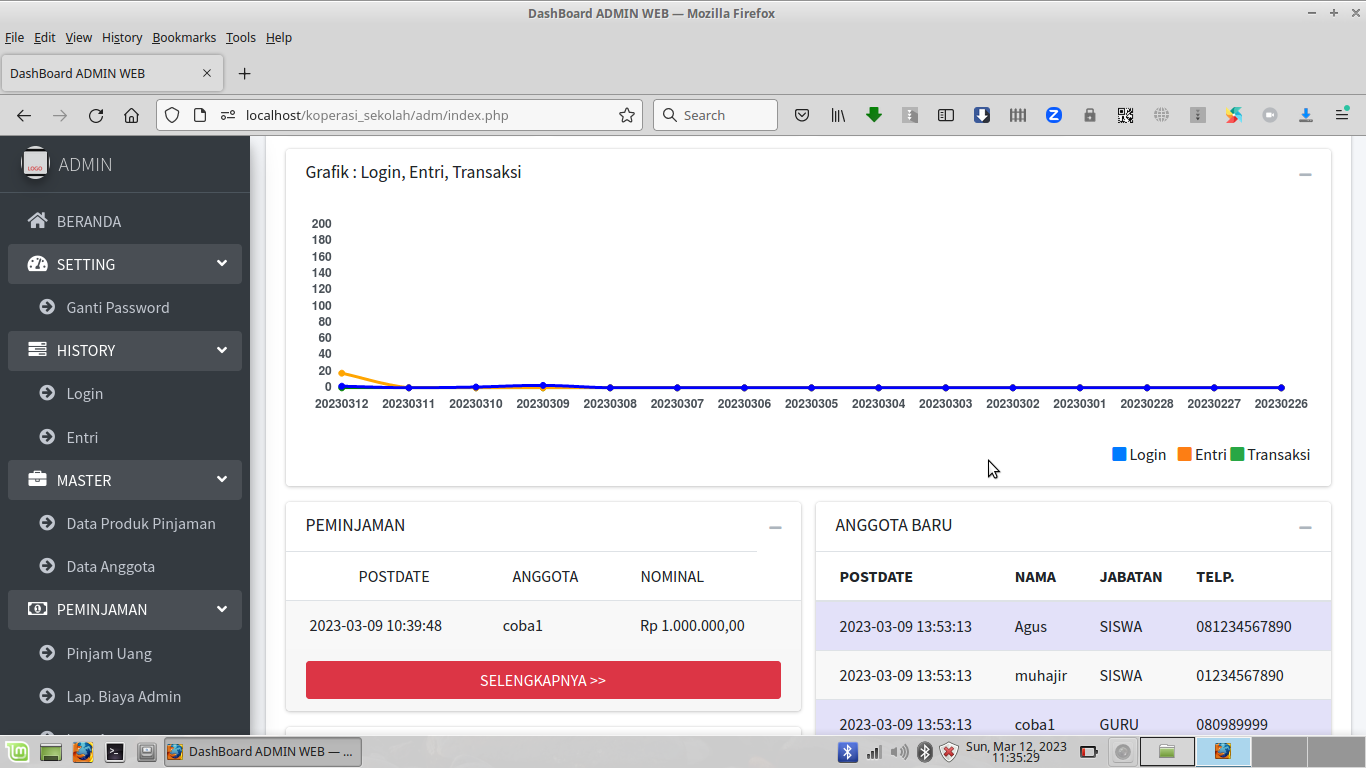 DashBoard ADMIN WEB — Mozilla Firefox
File Edit View History Bookmarks Tools Help
DashBoard ADMIN WEB
localhost/koperasi_sekolah/adm/index.php
Search
LOGO
ADMIN
BERANDA
SETTING
Ganti Password
HISTORY
Login
Entri
MASTER
Data Produk Pinjaman
Data Anggota
PEMINJAMAN
Pinjam Uang
Lap. Biaya Admin
Grafik : Login, Entri, Transaksi
200
180
160
140
120
100
80
60
40
20
0
20230312 20230311 20230310 20230309 20230308 20230307 20230306 20230305 20230304 20230303 20230302 20230301 20230228 20230227 20230226
Login Entri Transaksi
PEMINJAMAN
POSTDATE ANGGOTA NOMINAL
2023-03-09 10:39:48 coba1 Rp 1.000.000,00
SELENGKAPNYA >>
ANGGOTA BARU
POSTDATE NAMA JABATAN TELP.
2023-03-09 13:53:13 Agus SISWA 081234567890
2023-03-09 13:53:13 muhajir SISWA 01234567890
2023-03-09 13:53:13 coba1 GURU 080989999
DashBoard ADMIN WEB — ...
Sun, Mar 12, 2023
11:35:29